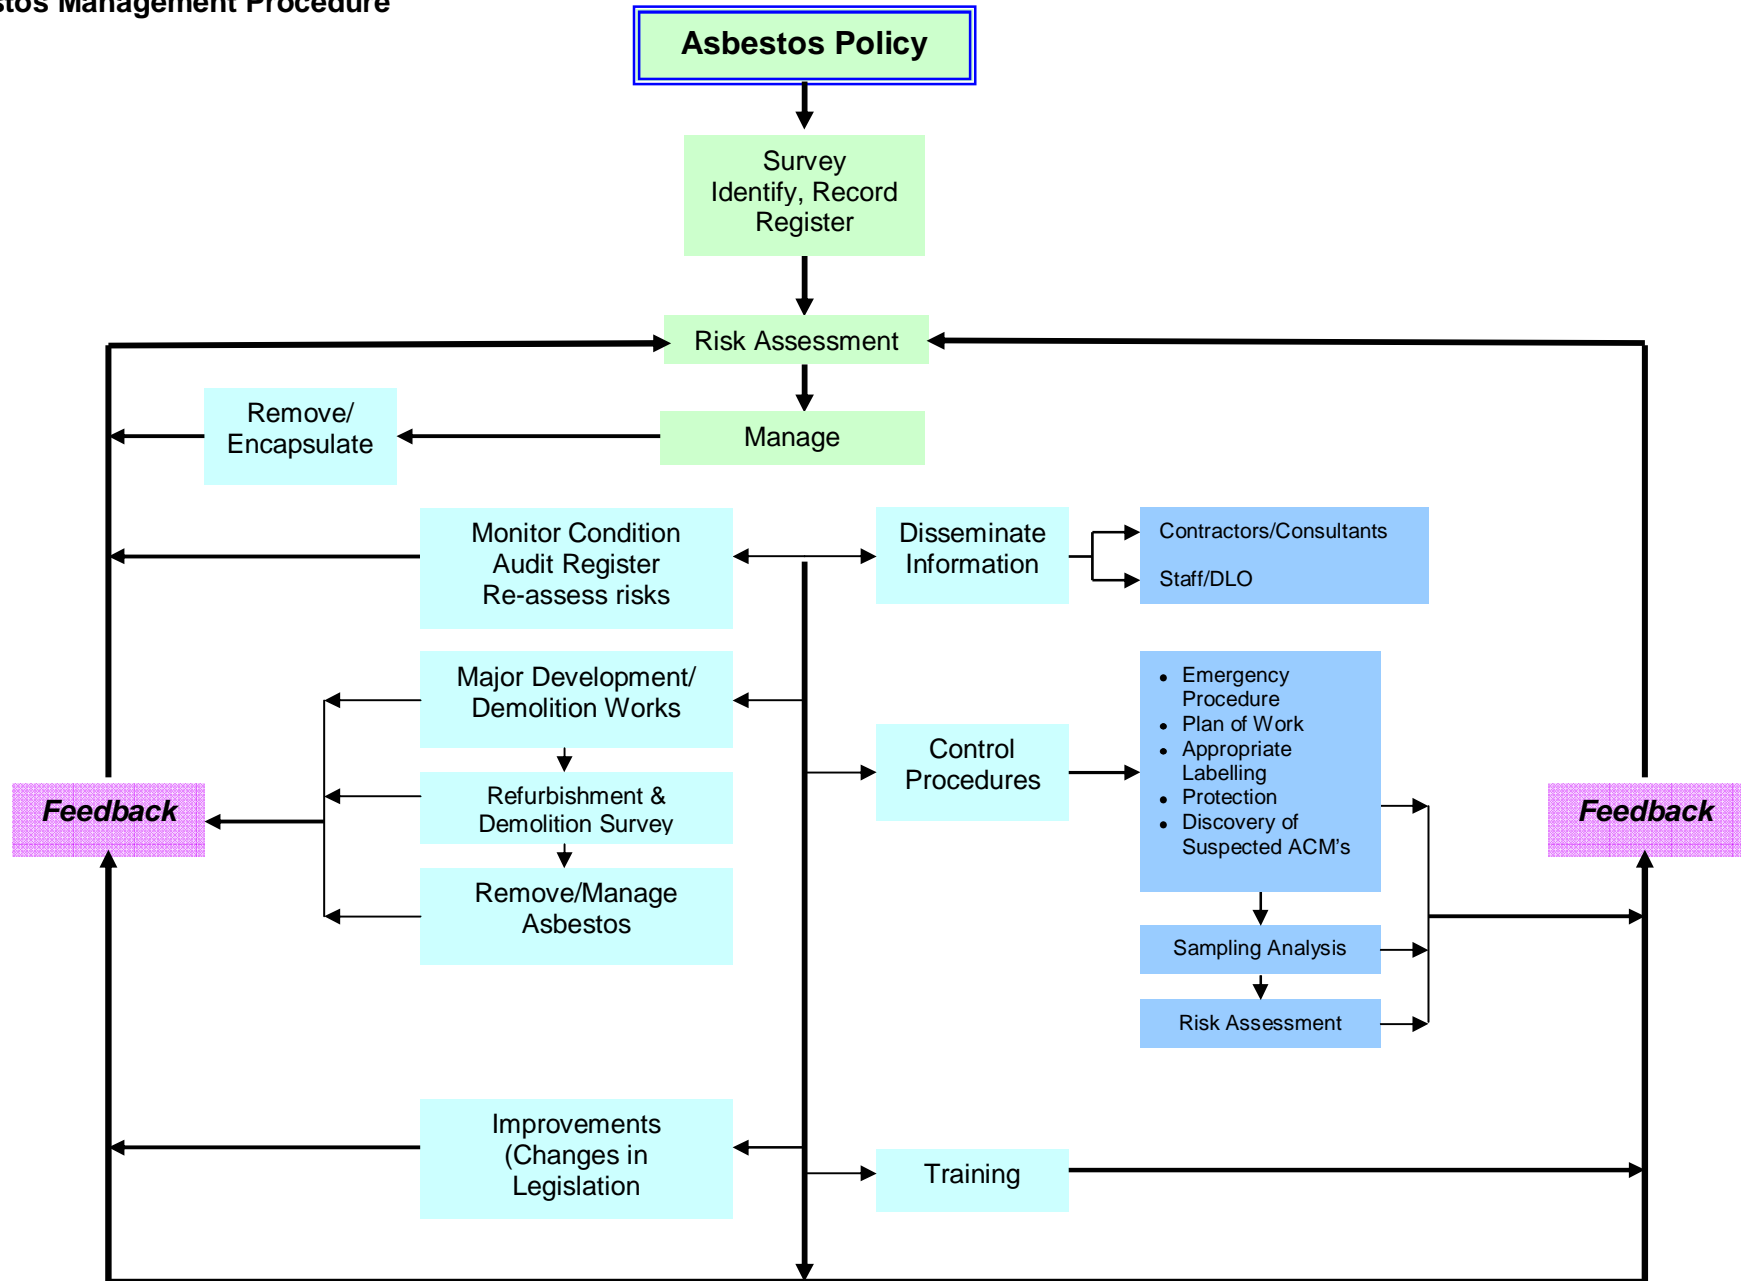 stos Management Procedure
Asbestos Policy
Survey
Identify, Record
Register
Risk Assessment
Remove/
Encapsulate
Manage
Monitor Condition
Audit Register
Re-assess risks
Disseminate
Information
Contractors/Consultants
Staff/DLO
Major Development/
Demolition Works
Refurbishment &
Demolition Survey
Remove/Manage
Asbestos
Control
Procedures
• Emergency
Procedure
• Plan of Work
• Appropriate
Labelling
• Protection
• Discovery of
Suspected ACM's
Feedback
Feedback
Sampling Analysis
Risk Assessment
Improvements
(Changes in
Legislation
Training